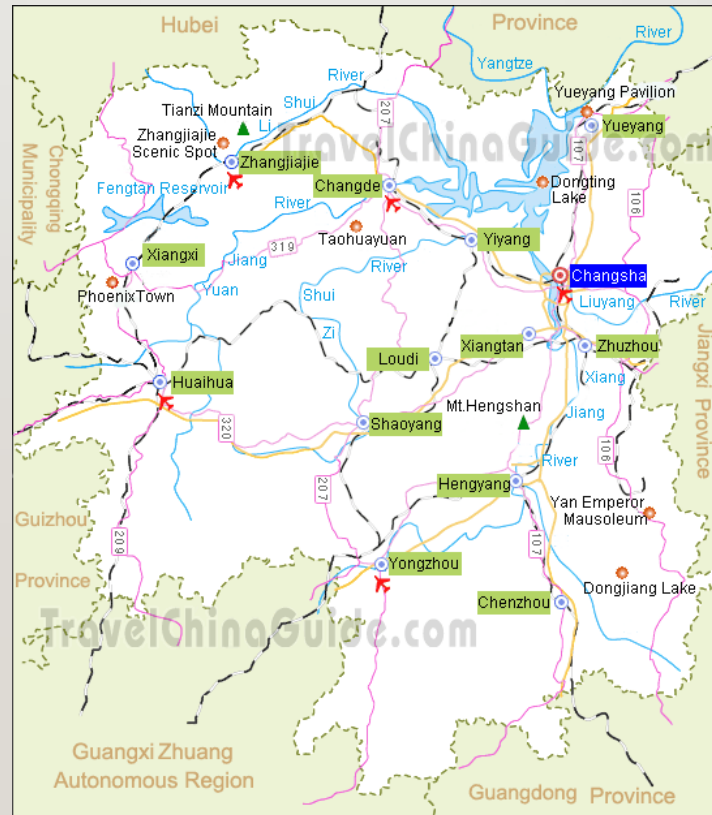 Hubei
Province
River
Yangtze
Yueyang Pavilion
River
207
Tianzi Mountain
Shui
Li
Zhangjiajie
Scenic Spot
TravelChinaGuide.com
107
Yueyang
Chongqing
Municipality
Zhangjiajie
Fengtan Reservoir
Changde
Dongting
Lake
106
River
Taohuayuan
319
Yiyang
Xiangxi
Jiang
River
Changsha
PhoenixTown
Yuan
Shui
Liuyang
River
Zi
Xiangtan
Zhuzhou
Jiangxi Province
Loudi
Huaihua
Xiang
Mt.Hengshan
Jiang
320
Shaoyang
106
River
207
Hengyang
Yan Emperor
Mausoleum
Guizhou
Province
209
107
Yongzhou
Dongjiang Lake
Chenzhou
TravelChinaGuide.com
Guangxi Zhuang
Autonomous Region
Guangdong Province